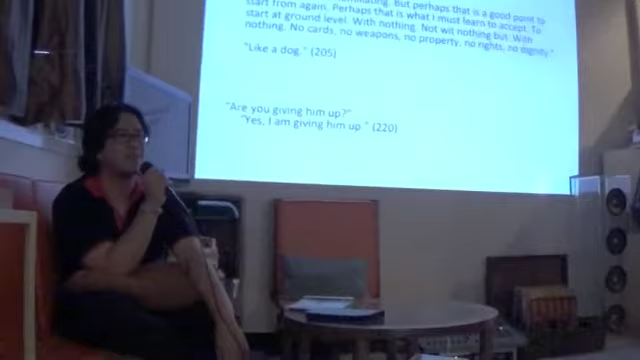 But perhaps that is a good point to
start from again. Perhaps that is what I must learn to accept. To
start at ground level. With nothing. Not wit nothing but. With
nothing. No cards, no weapons, no property, no rights, no dignity."
"Like a dog." (205)
"Are you giving him up?"
"Yes, I am giving him up." (220)